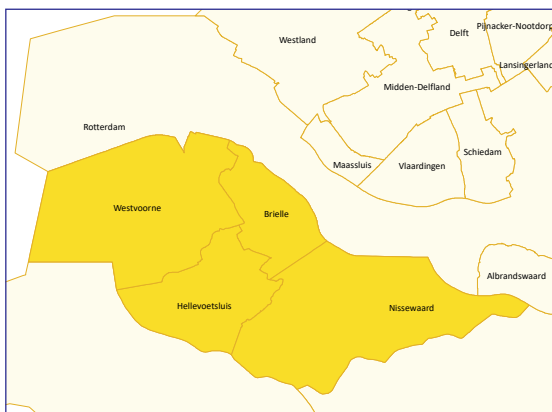 Pijnacker-Nootdorp
Delft
Westland
Lansingerland
Midden-Delfland
Rotterdam
Schiedam
Maassluis
Vlaardingen
Westvoorne
Brielle
Albrandswaard
Hellevoetsluis
Nissewaard